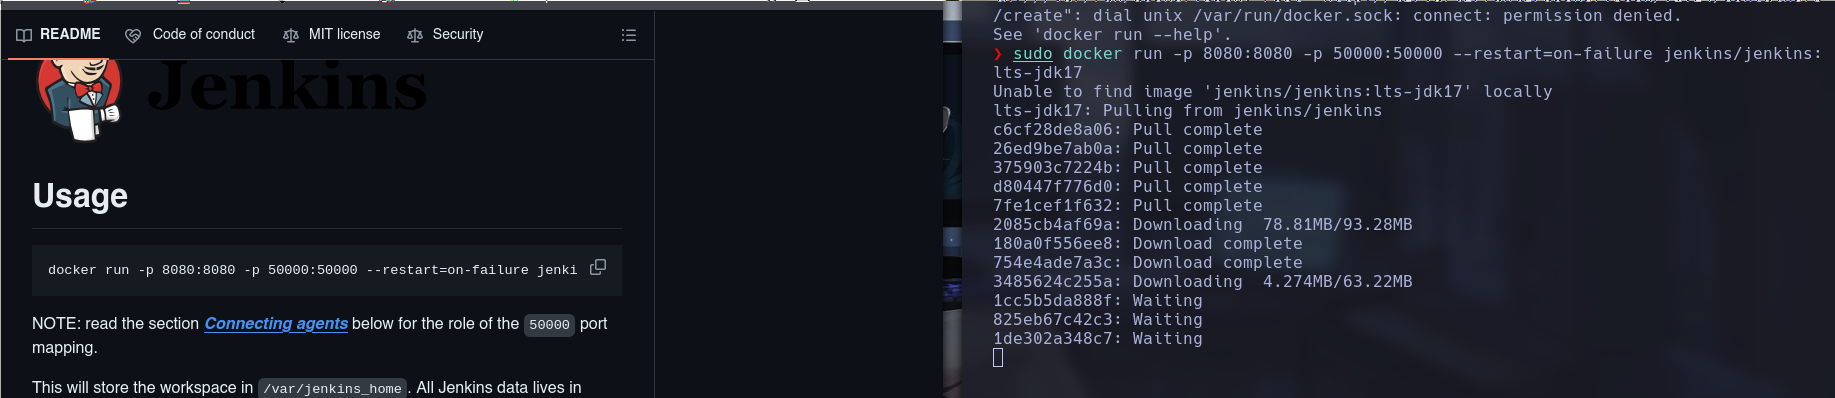 README
Code of conduct
MIT license
Security
Jenkins
Usage
docker run -p 8080:8080 -p 50000:50000 --restart=on-failure jenki
NOTE: read the section Connecting agents below for the role of the 50000 port
mapping.
This will store the workspace in /var/jenkins_home. All Jenkins data lives in
/create": dial unix /var/run/docker.sock: connect: permission denied.
See 'docker run --help'.
❯ sudo docker run -p 8080:8080 -p 50000:50000 --restart=on-failure jenkins/jenkins:
lts-jdk17
Unable to find image 'jenkins/jenkins:lts-jdk17' locally
lts-jdk17: Pulling from jenkins/jenkins
c6cf28de8a06: Pull complete
26ed9be7ab0a: Pull complete
375903c7224b: Pull complete
d80447f776d0: Pull complete
7fe1cef1f632: Pull complete
2085cb4af69a: Downloading  78.81MB/93.28MB
180a0f556ee8: Download complete
754e4ade7a3c: Download complete
3485624c255a: Downloading  4.274MB/63.22MB
1cc5b5da888f: Waiting
825eb67c42c3: Waiting
1de302a348c7: Waiting